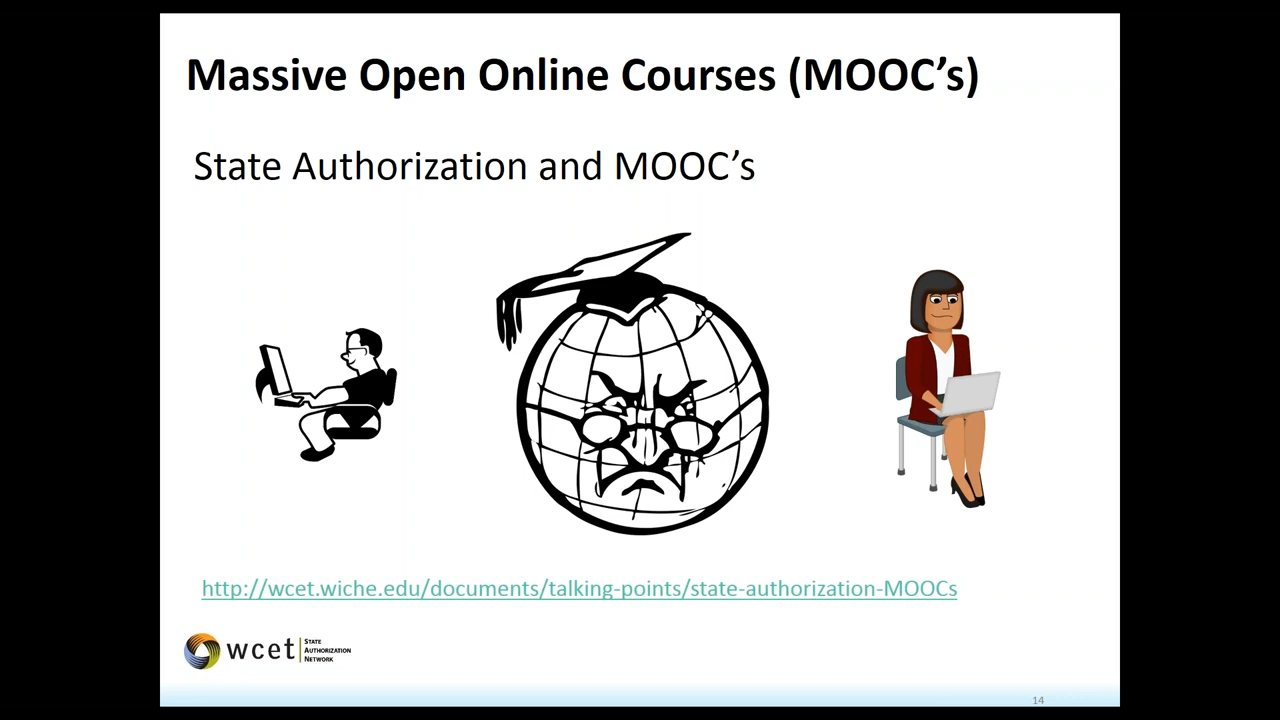 Massive Open Online Courses (MOOC’s)
State Authorization and MOOC’s
http://wcet.wiche.edu/documents/talking-points/state-authorization-MOOCs
wcet
STATE
AUTHORIZATION
NETWORK
14